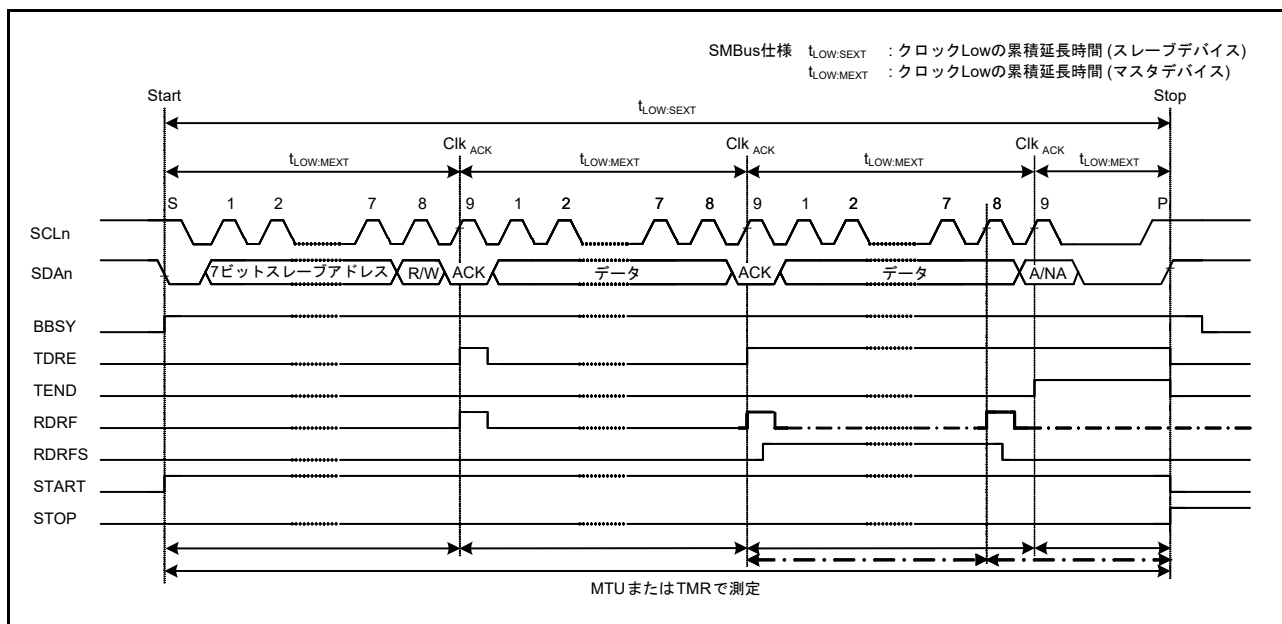 SMBus仕様 tLOW:SEXT : クロックLowの累積延長時間 (スレーブデバイス)
tLOW:MEXT : クロックLowの累積延長時間 (マスタデバイス)
Start Stop
tLOW:SEXT
ClkACK ClkACK ClkACK
tLOW:MEXT tLOW:MEXT tLOW:MEXT tLOW:MEXT
S 1 2 7 8 9 1 2 7 8 9 1 2 7 8 9 P
SCLn
SDAn 7ビットスレーブアドレス R/W ACK データ ACK データ A/NA
BBSY
TDRE
TEND
RDRF
RDRFS
START
STOP
MTUまたはTMRで測定